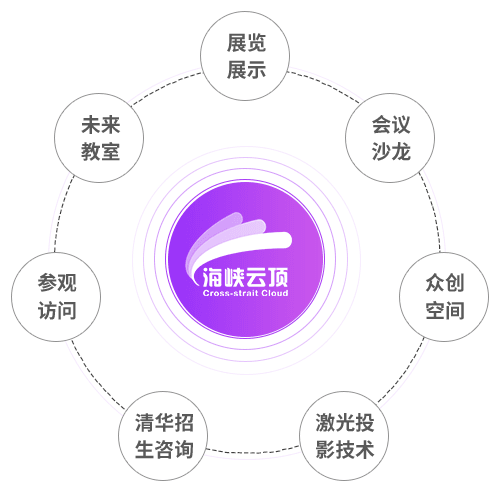 展览
展示
未来
教室
会议
沙龙
海峡云顶
Cross-strait Cloud
参观
访问
众创
空间
清华招
生咨询
激光投
影技术